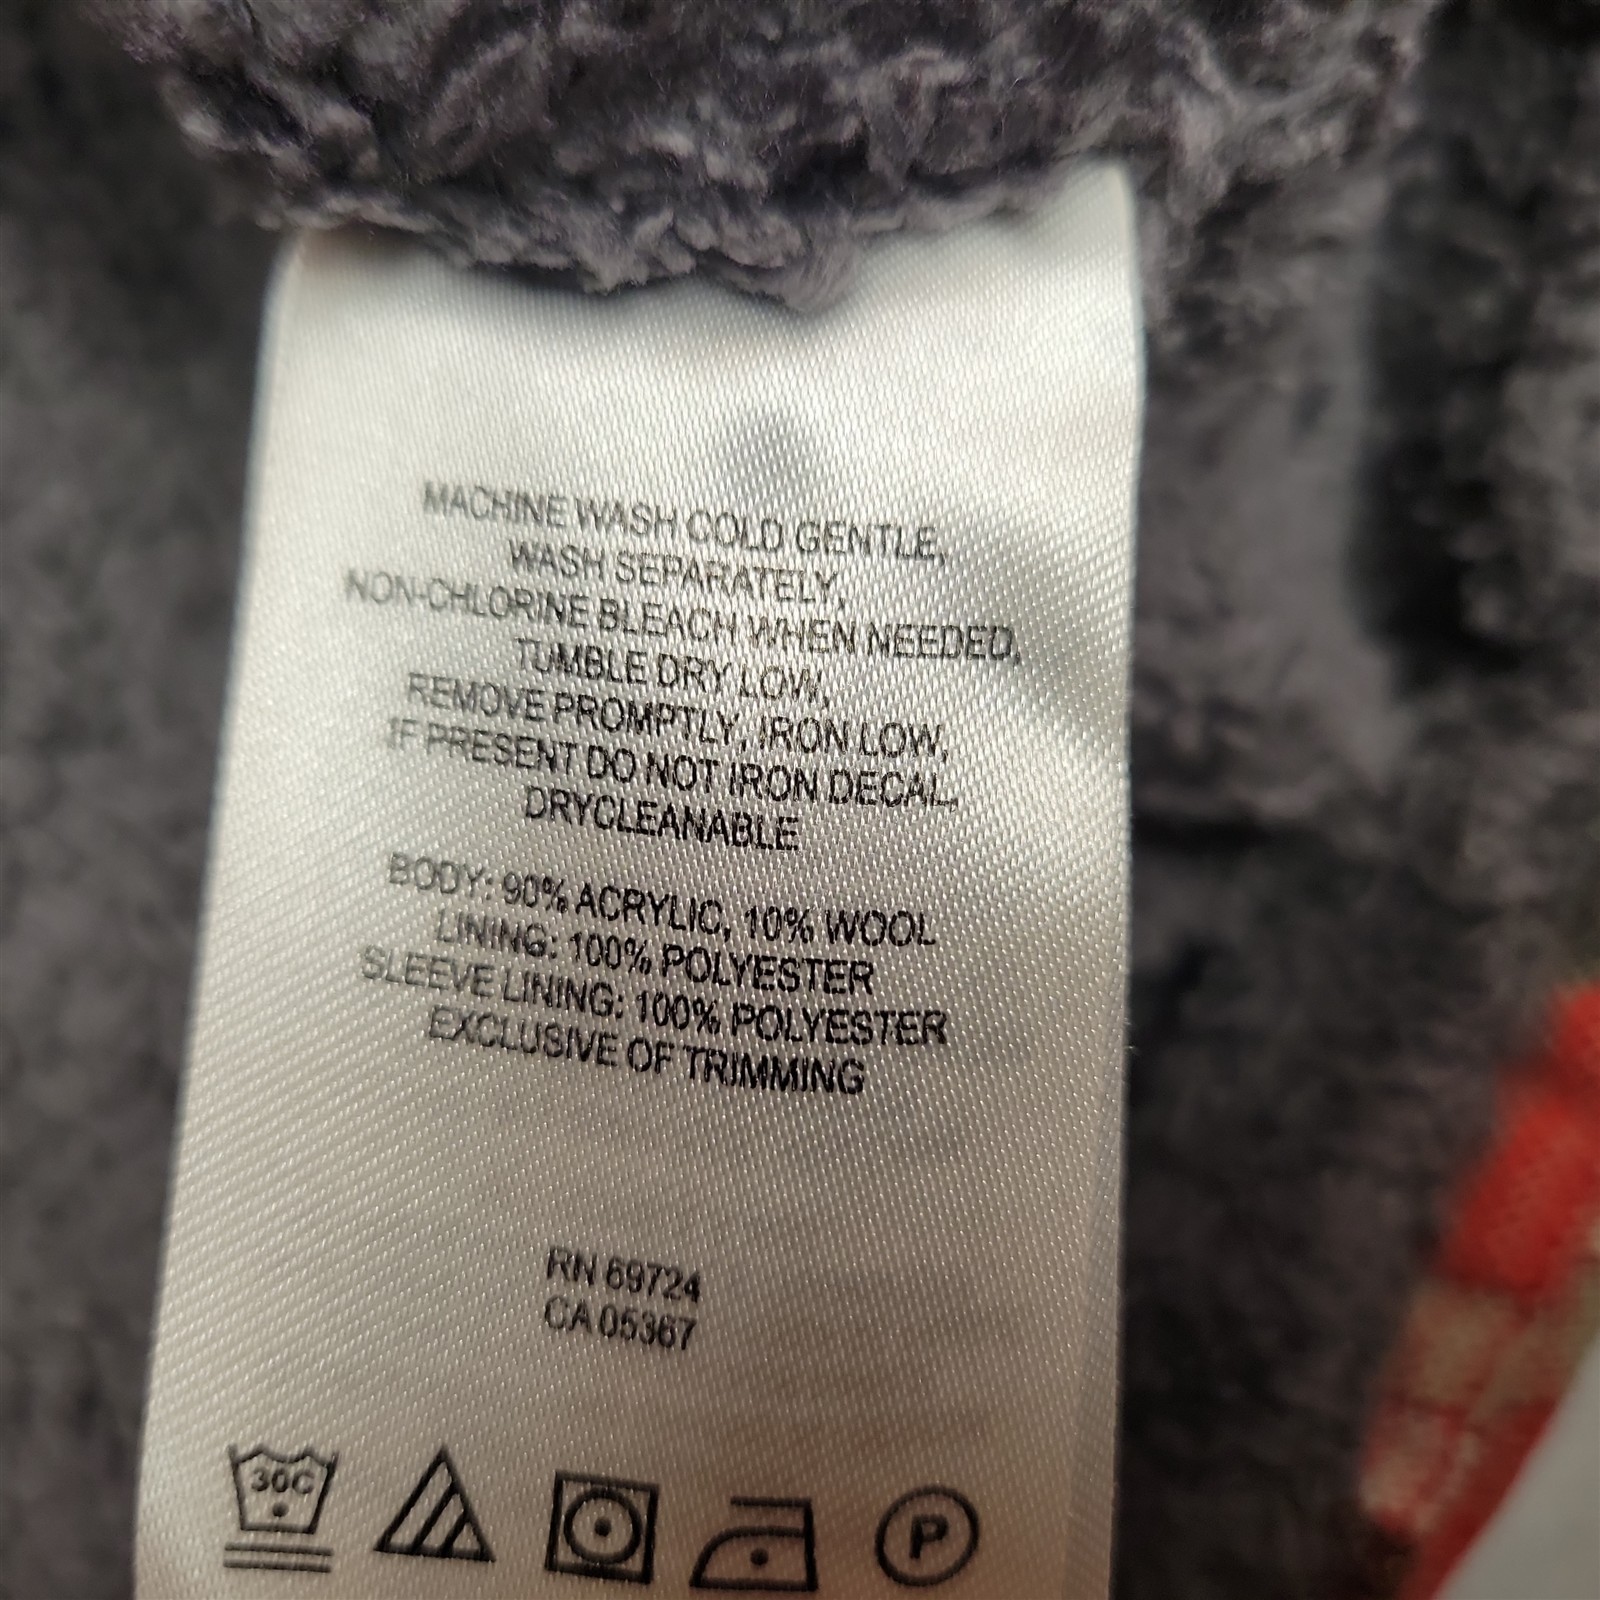 MACHINE WASH COLD GENTLE,
WASH SEPARATELY,
NON-CHLORINE BLEACH WHEN NEEDED,
TUMBLE DRY LOW,
REMOVE PROMPTLY, IRON LOW,
IF PRESENT DO NOT IRON DECAL,
DRYCLEANABLE
BODY: 90% ACRYLIC, 10% WOOL
LINING: 100% POLYESTER
SLEEVE LINING: 100% POLYESTER
EXCLUSIVE OF TRIMMING
RN 69724
CA 05367
30C P